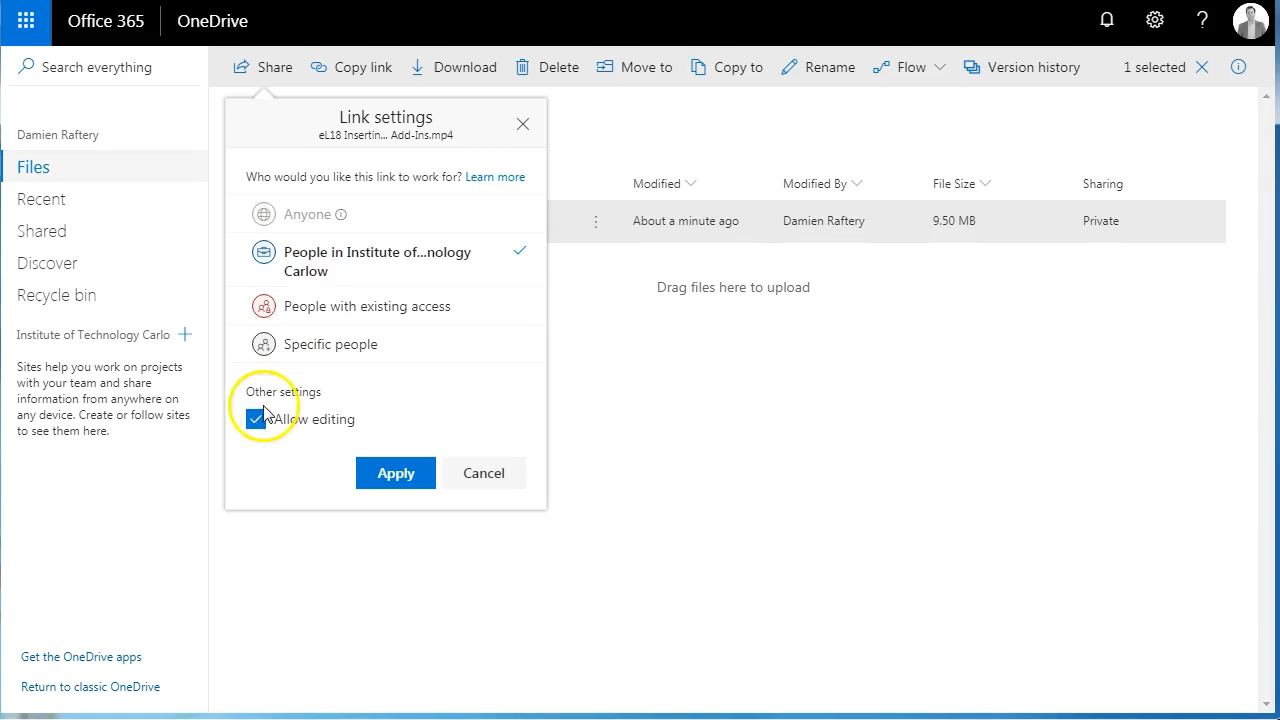 Office 365 OneDrive ?
Search everything Share Copy link Download Delete Move to Copy to Rename Flow Version history 1 selected
Link settings
eL18 Insertin... Add-Ins.mp4
Damien Raftery
Files
Recent
Shared
Discover
Recycle bin
Institute of Technology Carlo
Sites help you work on projects
with your team and share
information from anywhere on
any device. Create or follow sites
to see them here.
Get the OneDrive apps
Return to classic OneDrive
Who would you like this link to work for? Learn more
Anyone
People in Institute of...nology
Carlow
People with existing access
Specific people
Other settings
Allow editing
Apply Cancel
Modified Modified By File Size Sharing
About a minute ago Damien Raftery 9.50 MB Private
Drag files here to upload